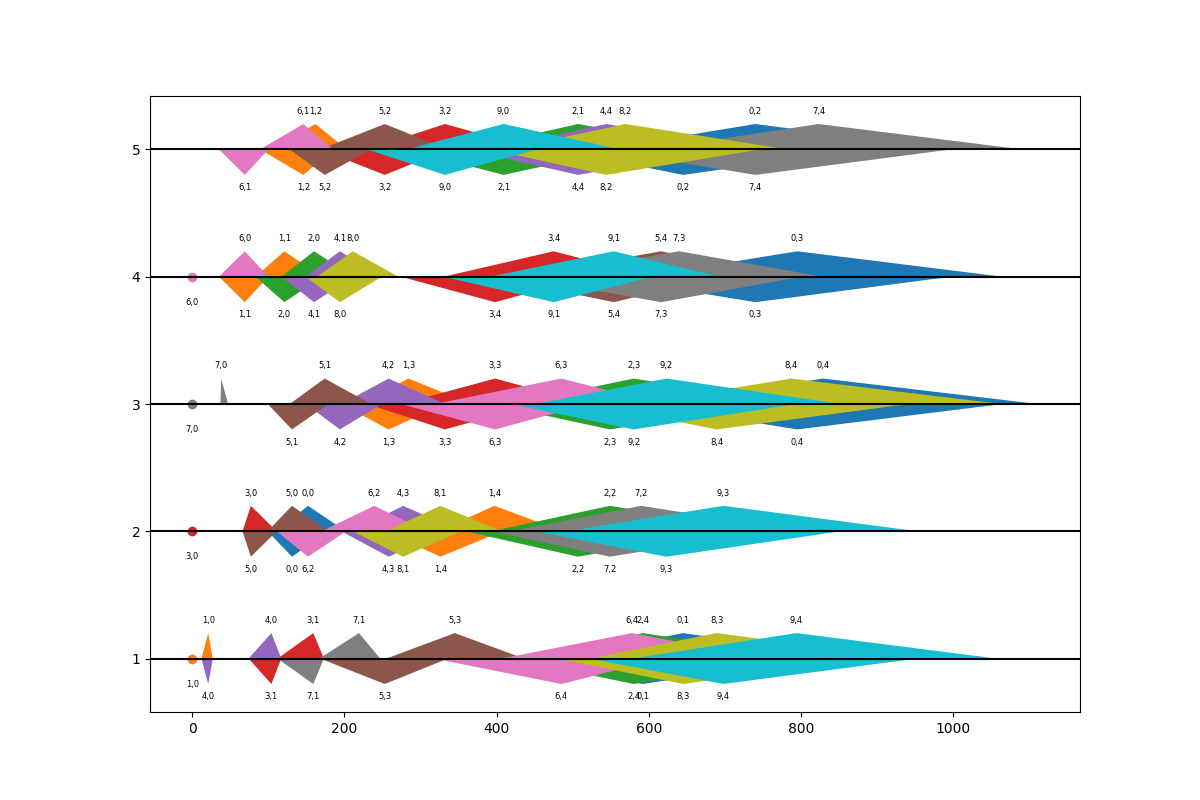 6,1 1,2 5,2 3,2 9,0 2,1 4,4 8,2 0,2 7,4
5
6,1 1,2 5,2 3,2 9,0 2,1 4,4 8,2 0,2 7,4
6,0 1,1 2,0 4,1 8,0 3,4 9,1 5,4 7,3 0,3
4
6,0 1,1 2,0 4,1 8,0 3,4 9,1 5,4 7,3 0,3
7,0 5,1 4,2 1,3 3,3 6,3 2,3 9,2 8,4 0,4
3
7,0 5,1 4,2 1,3 3,3 6,3 2,3 9,2 8,4 0,4
3,0 5,0 0,0 6,2 4,3 8,1 1,4 2,2 7,2 9,3
2
3,0 5,0 0,0 6,2 4,3 8,1 1,4 2,2 7,2 9,3
1,0 4,0 3,1 7,1 5,3 6,4 2,4 0,1 8,3 9,4
1
1,0 4,0 3,1 7,1 5,3 6,4 2,4 0,1 8,3 9,4
0 200 400 600 800 1000